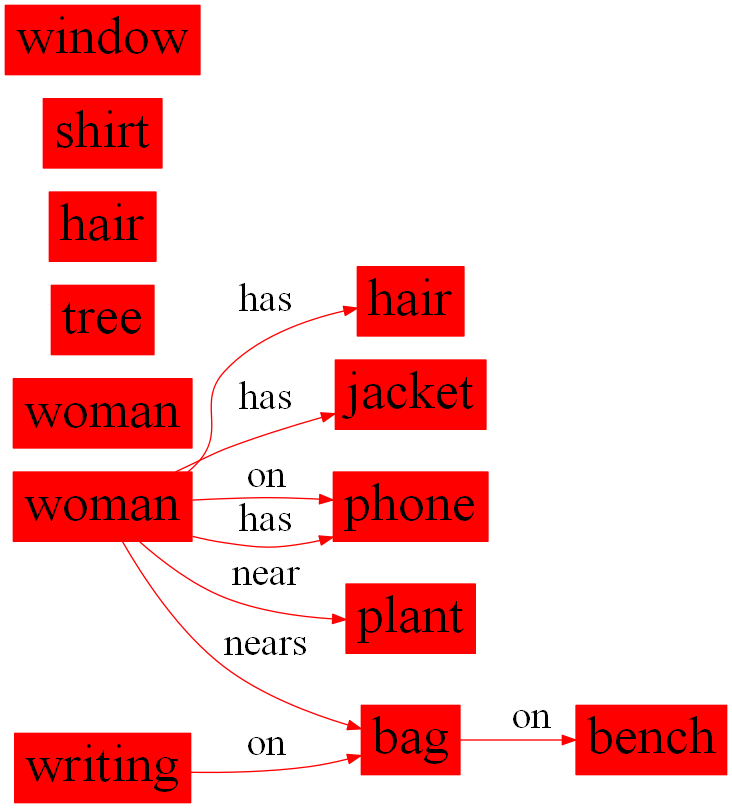 window
shirt
hair
tree
woman
woman
writing
has
has
on
has
near
nears
on
hair
jacket
phone
plant
bag
on
bench